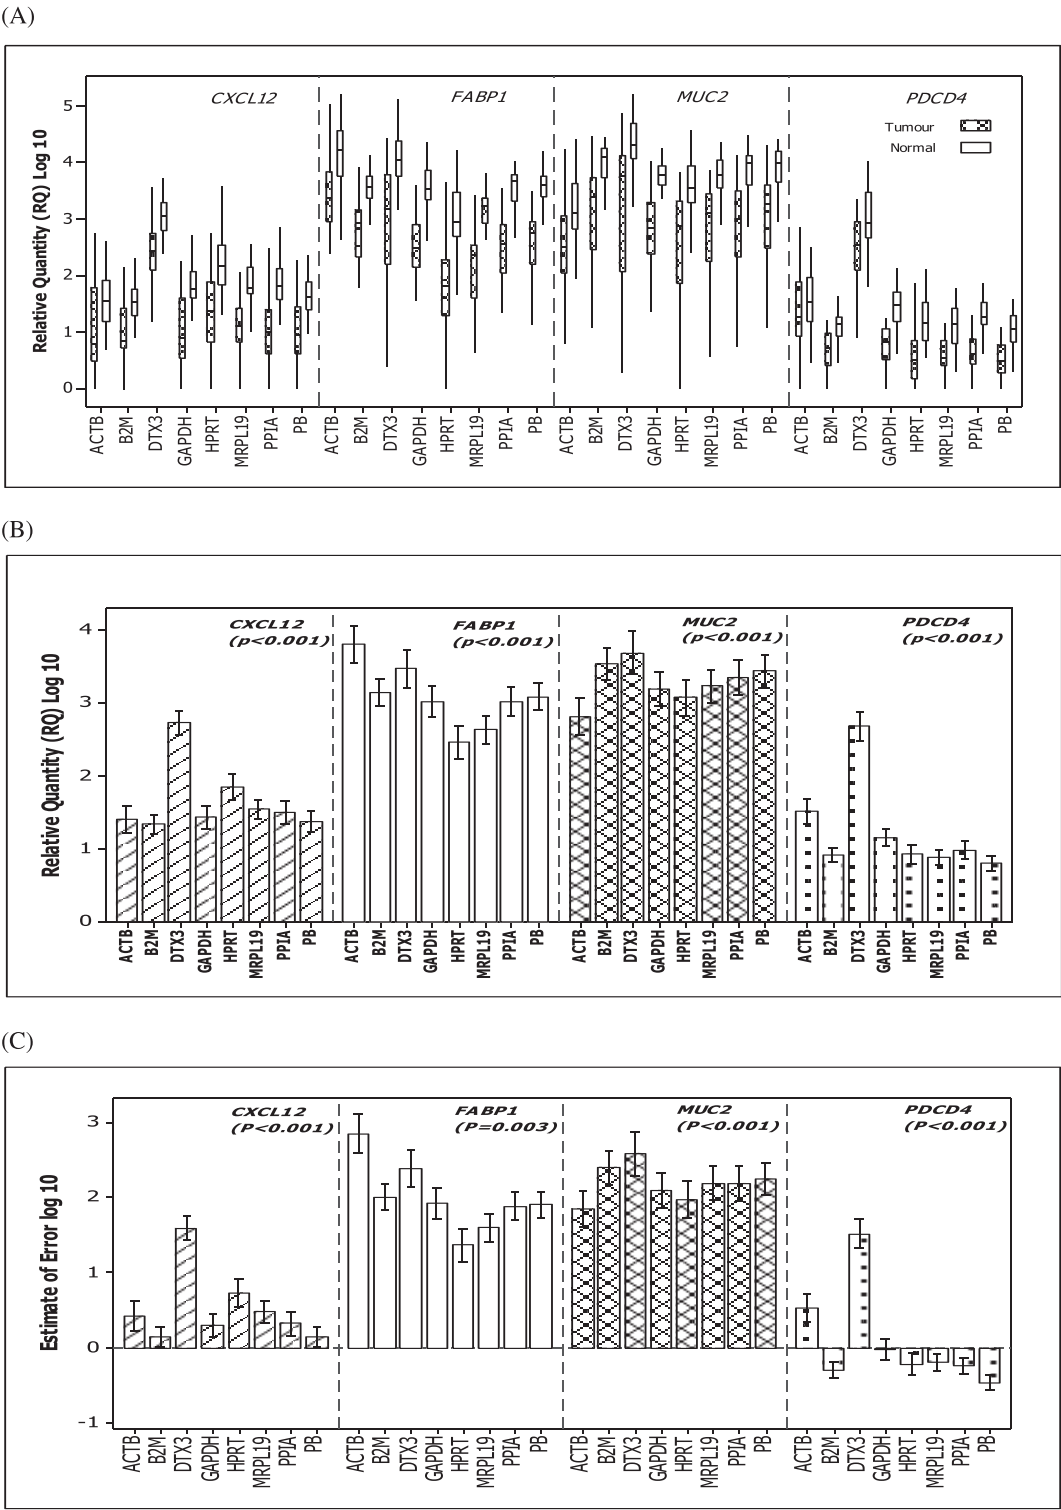 (A)
Relative Quantity (RQ) Log 10
CXCL12 FABP1 MUC2 PDCD4
Tumour
Normal
5
4
3
2
1
0
ACTB B2M DTX3 GAPDH HPRT MRPL19 PPIA PB ACTB B2M DTX3 GAPDH HPRT MRPL19 PPIA PB ACTB B2M DTX3 GAPDH HPRT MRPL19 PPIA PB ACTB B2M DTX3 GAPDH HPRT MRPL19 PPIA PB
(B)
Relative Quantity (RQ) Log 10
CXCL12 FABP1 MUC2 PDCD4
(p<0.001) (p<0.001) (p<0.001) (p<0.001)
4
3
2
1
0
ACTB B2M DTX3 GAPDH HPRT MRPL19 PPIA PB ACTB B2M DTX3 GAPDH HPRT MRPL19 PPIA PB ACTB B2M DTX3 GAPDH HPRT MRPL19 PPIA PB ACTB B2M DTX3 GAPDH HPRT MRPL19 PPIA PB
(C)
Estimate of Error log 10
CXCL12 FABP1 MUC2 PDCD4
(P<0.001) (P=0.003) (P<0.001) (P<0.001)
3
2
1
0
-1
ACTB B2M DTX3 GAPDH HPRT MRPL19 PPIA PB ACTB B2M DTX3 GAPDH HPRT MRPL19 PPIA PB ACTB B2M DTX3 GAPDH HPRT MRPL19 PPIA PB ACTB B2M DTX3 GAPDH HPRT MRPL19 PPIA PB